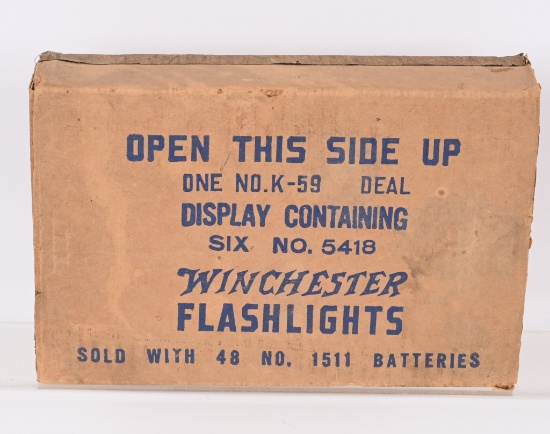 OPEN THIS SIDE UP
ONE NO.K-59 DEAL
DISPLAY CONTAINING
SIX NO. 5418
WINCHESTER
FLASHLIGHTS
SOLD WITH 48 NO. 1511 BATTERIES